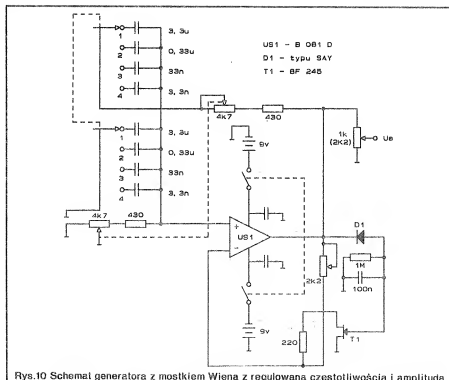 3, 3u
1
0, 33u
2
33n
3
3, 3n
4
US1 - B 081 D
D1 - typu SAY
T1 - BF 245
4k7
430
1k
(2K2)
Ua
3, 3u
1
0, 33u
2
33n
3
3, 3n
4
9v
4k7
430
+
US1
-
D1
1M
100n
2k2
9v
220
T1
Rys.10 Schemat generatora z mostkiem Wiena z regulowaną częstotliwością i amplitudą